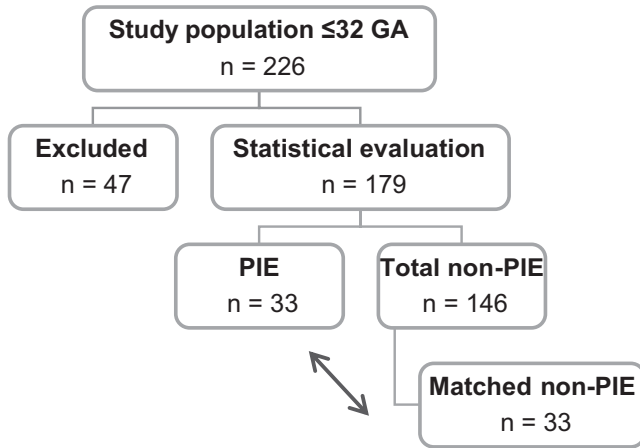 Study population ≤32 GA
n = 226
Excluded
n = 47
Statistical evaluation
n = 179
PIE
n = 33
Total non-PIE
n = 146
Matched non-PIE
n = 33